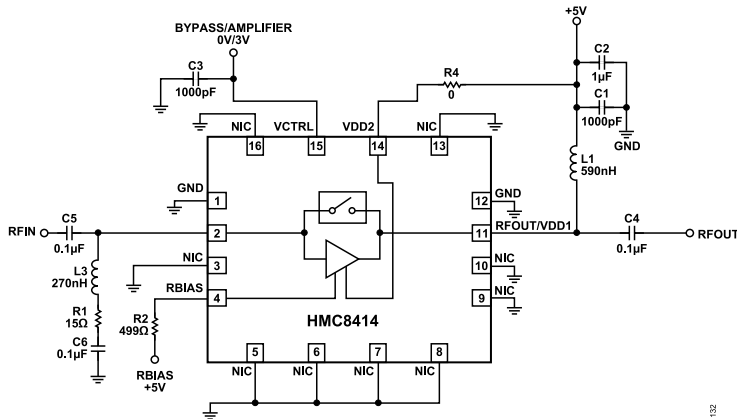 +5V
BYPASS/AMPLIFIER
0V/3V
C3
1000pF
R4
0
C2
1µF
C1
1000pF
GND
L1
590nH
NIC
VCTRL
VDD2
NIC
16
15
14
13
GND
1
12
GND
RFIN
C5
0.1µF
2
11
RFOUT/VDD1
C4
0.1µF
RFOUT
NIC
3
10
NIC
L3
270nH
RBIAS
4
9
NIC
R1
15Ω
R2
499Ω
HMC8414
C6
0.1µF
RBIAS
+5V
5
6
7
8
NIC
NIC
NIC
NIC
132